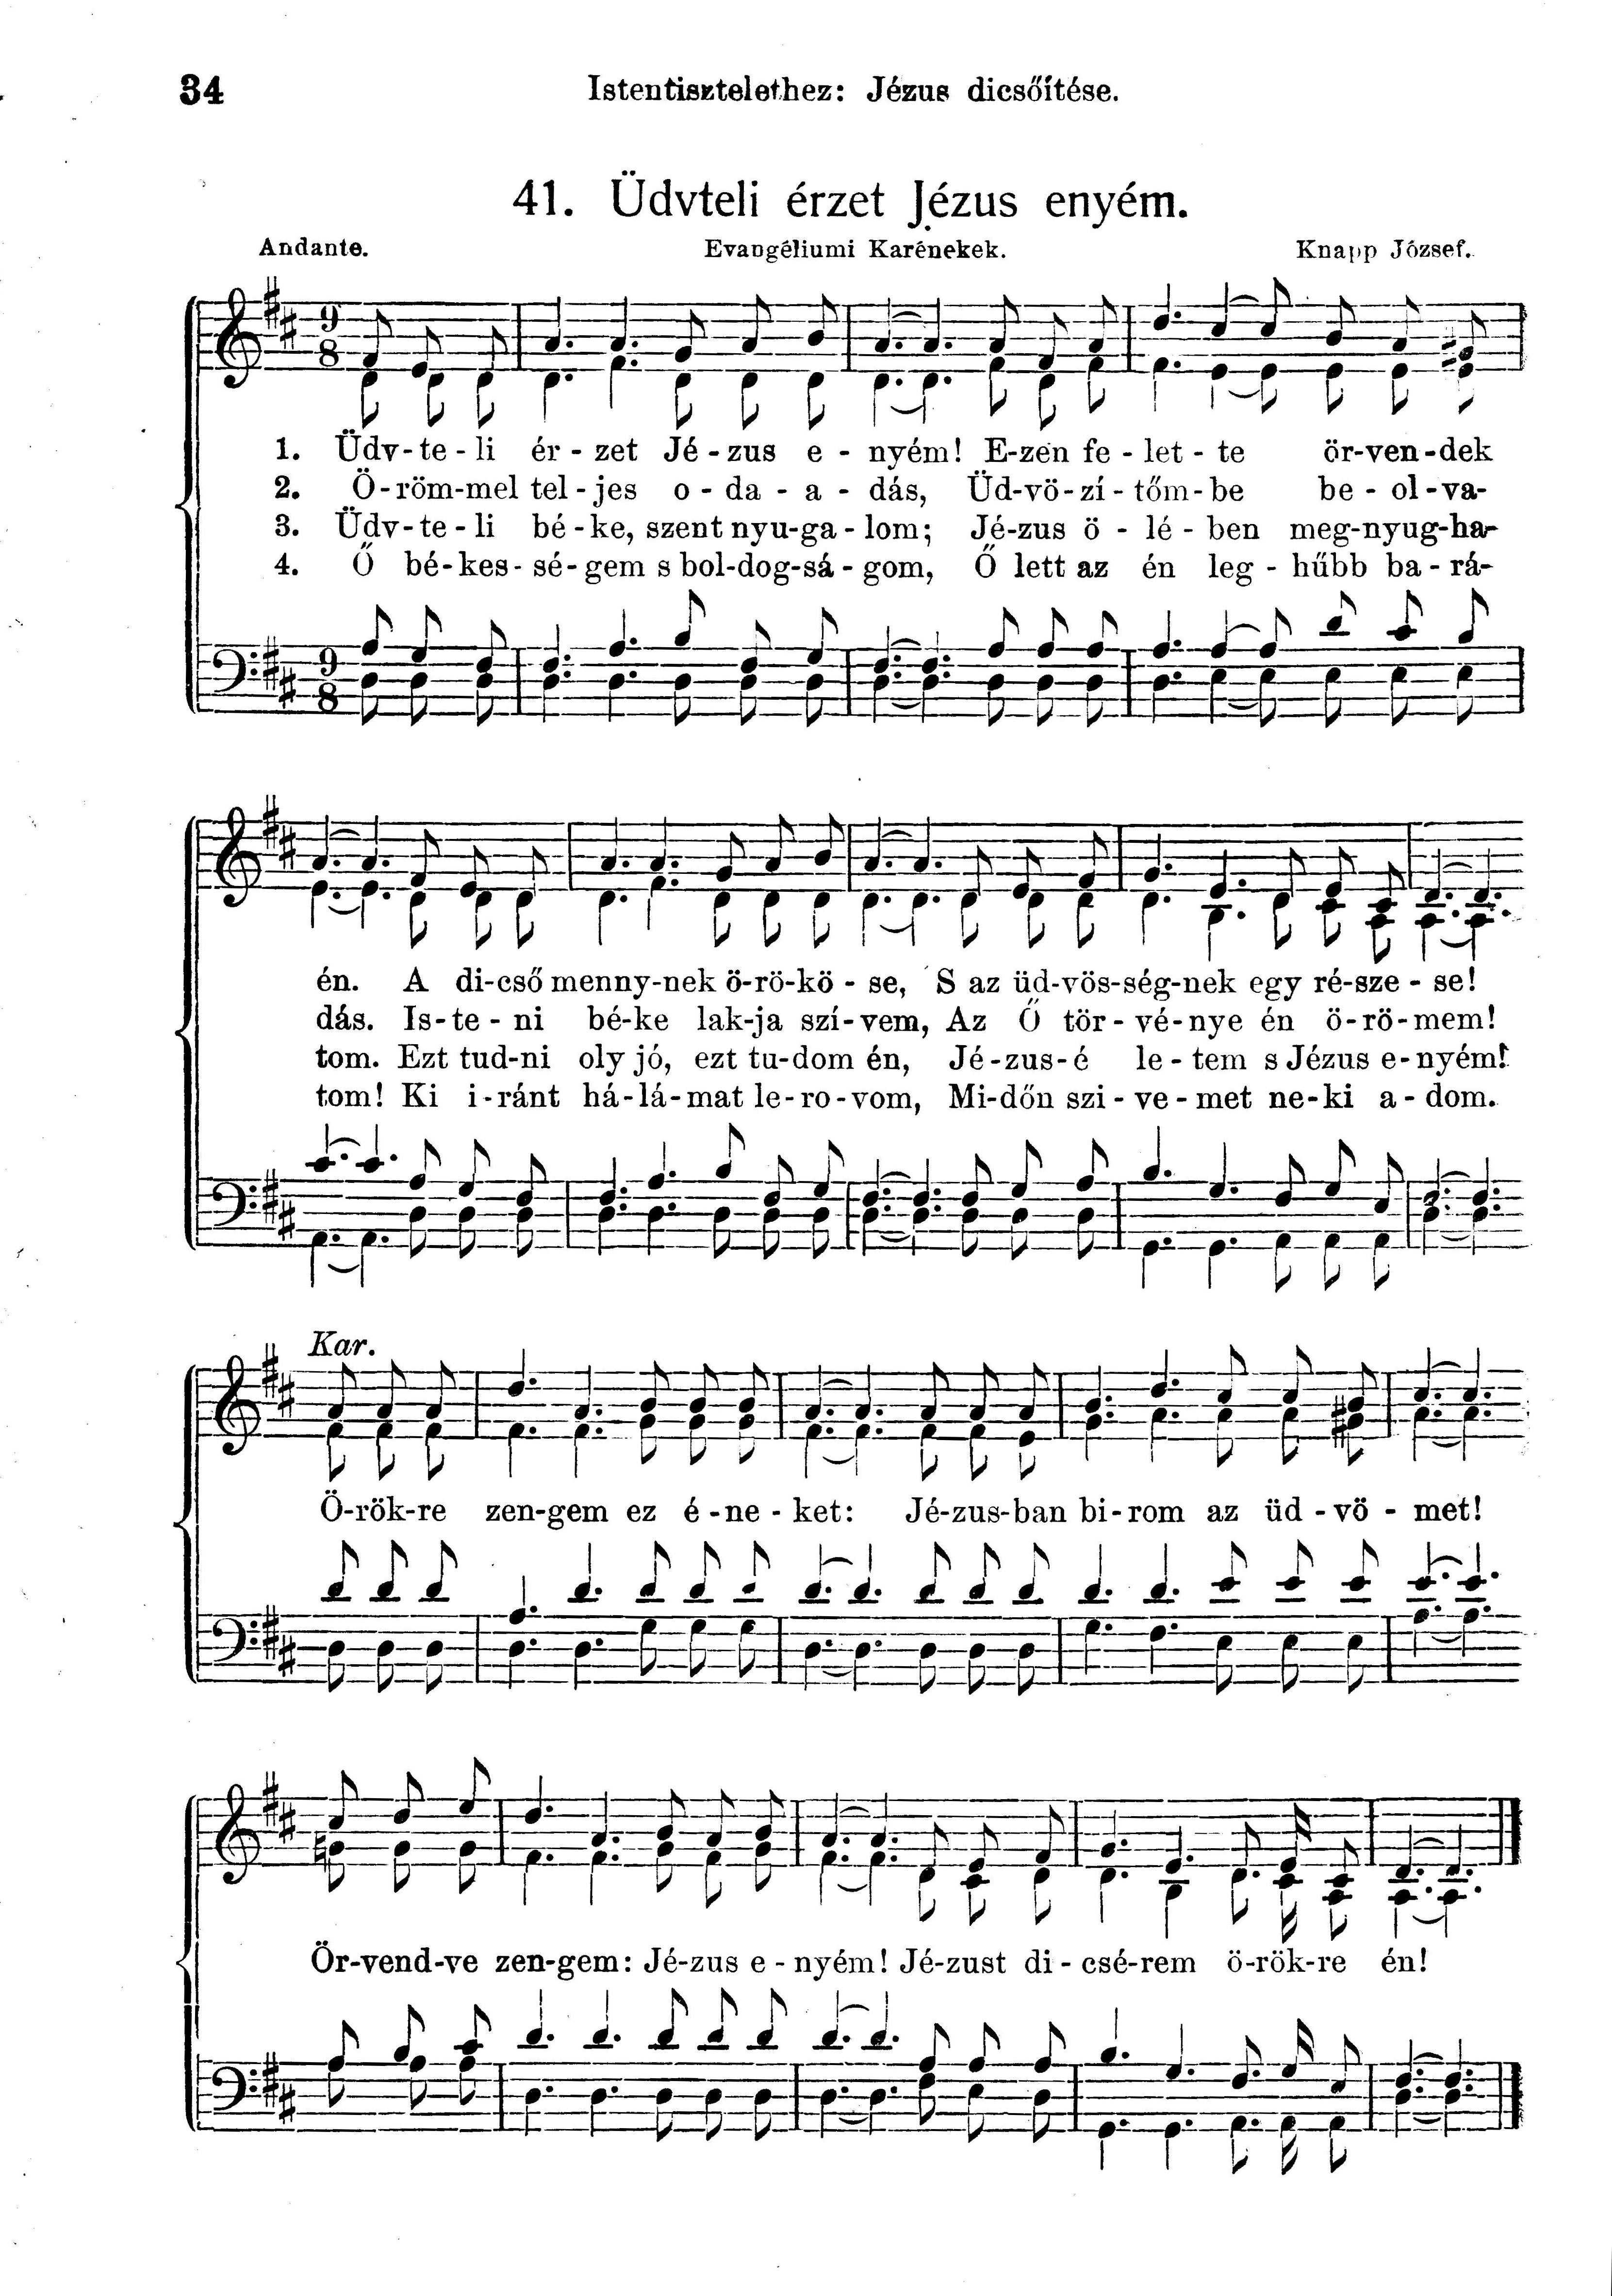 34
Istentisztelethez: Jézus dicsőítése.
41. Üdvteli érzet Jézus enyém.
Andante.
Evangéliumi Karénekek.
Knapp József.
1. Üdv-te-li ér-zet Jé-zus e-nyém! E-zen fe-let-te ör-ven-dek
2. Ö-röm-mel tel-jes o-da-a-dás, Üd-vö-zí-tőm-be be-ol-va-
3. Üdv-te-li bé-ke, szent nyu-ga-lom; Jé-zus ö-lé-ben meg-nyug-ha-
4. Ő bé-kes-sé-gem s bol-dog-sá-gom, Ő lett az én leg-hűbb ba-rá-
én. A di-cső menny-nek ö-rö-kö-se, S az üd-vös-ség-nek egy ré-sze-se!
dás. Is-te-ni bé-ke lak-ja szí-vem, Az Ő tör-vé-nye én ö-rö-mem!
tom. Ezt tud-ni oly jó, ezt tu-dom én, Jé-zus-é le-tem s Jézus e-nyém!
tom! Ki i-ránt há-lá-mat le-ro-vom, Mi-dőn szi-ve-met ne-ki a-dom.
Kar.
Ö-rök-re zen-gem ez é-ne-ket: Jé-zus-ban bi-rom az üd-vö-met!
Ör-vend-ve zen-gem: Jé-zus e-nyém! Jé-zust di-csé-rem ö-rök-re én!